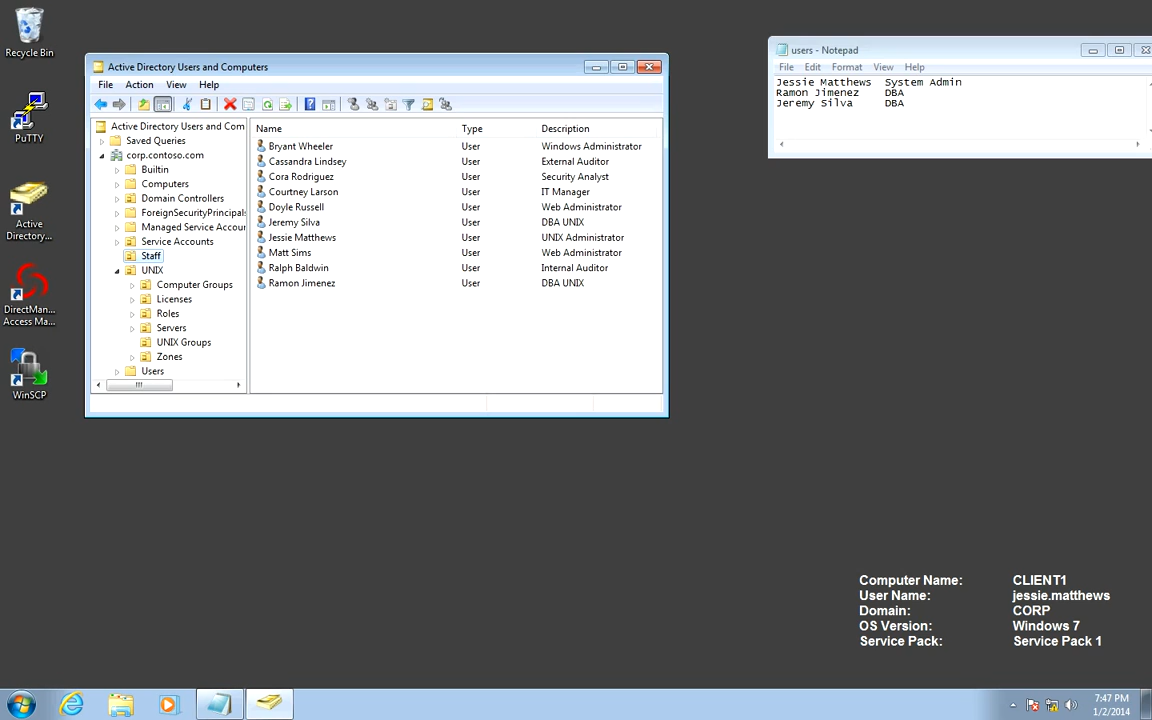 Recycle Bin
PuTTY
Active
Directory...
DirectMan...
Access Ma...
WinSCP
Active Directory Users and Computers
File Action View Help
Active Directory Users and Com
Saved Queries
corp.contoso.com
Builtin
Computers
Domain Controllers
ForeignSecurityPrincipals
Managed Service Accour
Service Accounts
Staff
UNIX
Computer Groups
Licenses
Roles
Servers
UNIX Groups
Zones
Users
Name Type Description
Bryant Wheeler User Windows Administrator
Cassandra Lindsey User External Auditor
Cora Rodriguez User Security Analyst
Courtney Larson User IT Manager
Doyle Russell User Web Administrator
Jeremy Silva User DBA UNIX
Jessie Matthews User UNIX Administrator
Matt Sims User Web Administrator
Ralph Baldwin User Internal Auditor
Ramon Jimenez User DBA UNIX
users - Notepad
File Edit Format View Help
Jessie Matthews System Admin
Ramon Jimenez DBA
Jeremy Silva DBA
Computer Name: CLIENT1
User Name: jessie.matthews
Domain: CORP
OS Version: Windows 7
Service Pack: Service Pack 1
7:47 PM
1/2/2014